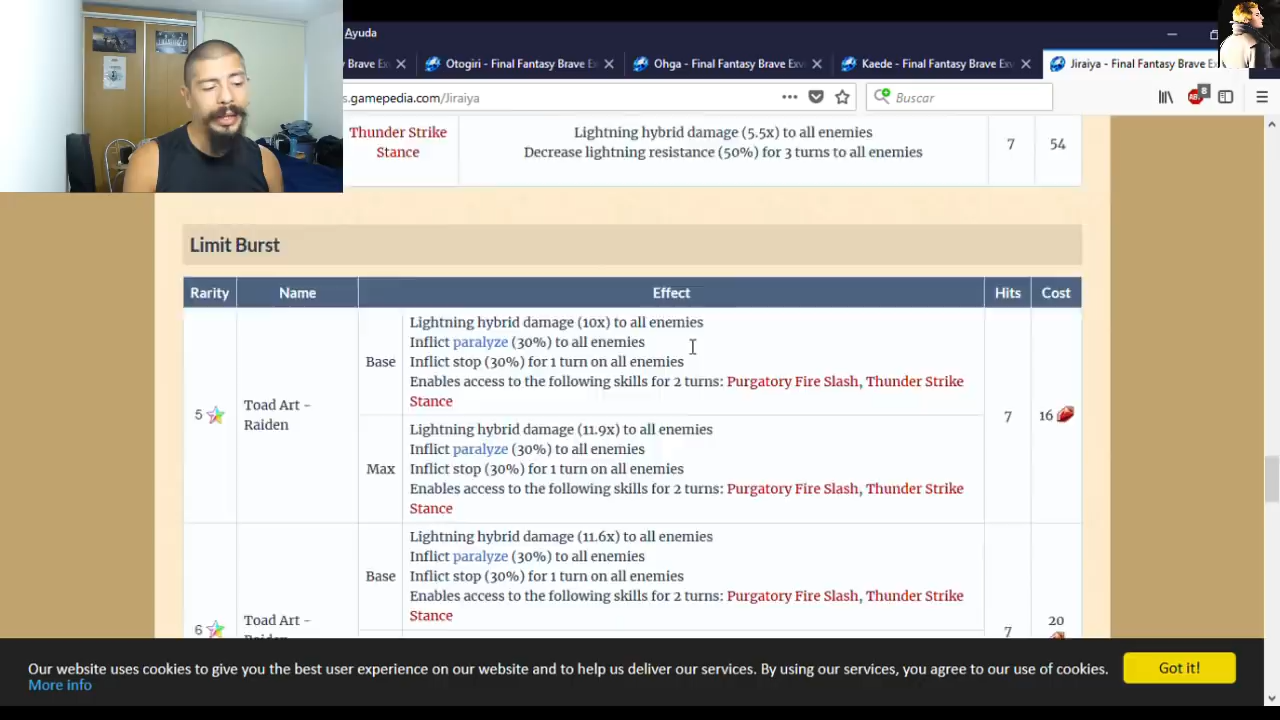 Ayuda
Brave Ex
Otogiri - Final Fantasy Brave Ex
Ohga - Final Fantasy Brave Exv
Kaede - Final Fantasy Brave Exv
Jiraiya - Final Fantasy Brave Ex
s.gamepedia.com/Jiraiya
Buscar
8
Thunder Strike
Stance
Lightning hybrid damage (5.5x) to all enemies
Decrease lightning resistance (50%) for 3 turns to all enemies
7
54
Limit Burst
Rarity Name Effect Hits Cost
5
Toad Art -
Raiden
Base
Lightning hybrid damage (10x) to all enemies
Inflict paralyze (30%) to all enemies
Inflict stop (30%) for 1 turn on all enemies
Enables access to the following skills for 2 turns: Purgatory Fire Slash, Thunder Strike
Stance
Max
Lightning hybrid damage (11.9x) to all enemies
Inflict paralyze (30%) to all enemies
Inflict stop (30%) for 1 turn on all enemies
Enables access to the following skills for 2 turns: Purgatory Fire Slash, Thunder Strike
Stance
7
16
6
Toad Art -
Raiden
Base
Lightning hybrid damage (11.6x) to all enemies
Inflict paralyze (30%) to all enemies
Inflict stop (30%) for 1 turn on all enemies
Enables access to the following skills for 2 turns: Purgatory Fire Slash, Thunder Strike
Stance
7
20
Our website uses cookies to give you the best user experience on our website and to help us deliver our services. By using our services, you agree to our use of cookies.
More info
Got it!